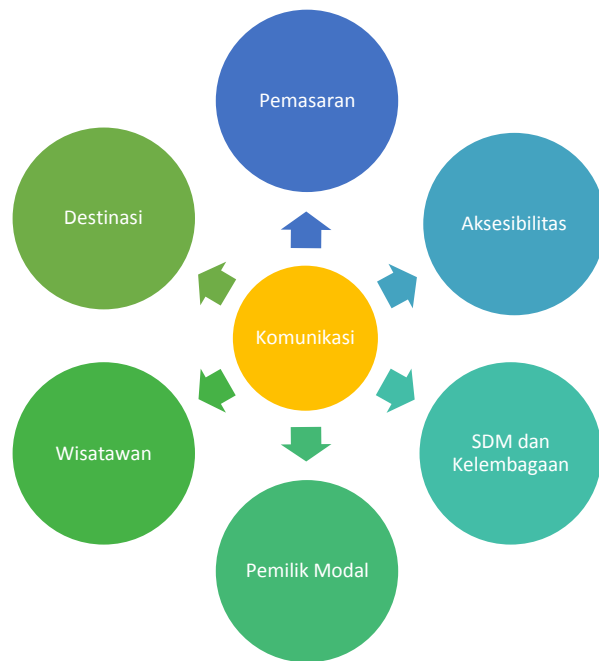 Pemasaran
Destinasi
Aksesibilitas
Komunikasi
Wisatawan
SDM dan
Kelembagaan
Pemilik Modal